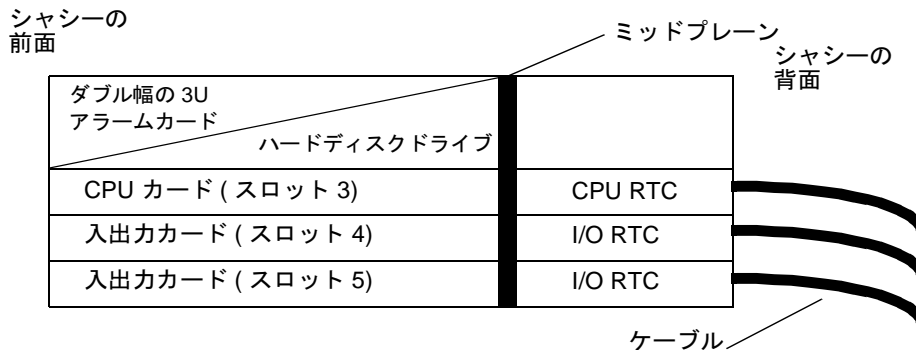 シャシーの
前面
ミッドプレーン
シャシーの
背面
ダブル幅の 3U
アラームカード
ハードディスクドライブ
CPU カード ( スロット 3)
CPU RTC
入出力カード ( スロット 4)
I/O RTC
入出力カード ( スロット 5)
I/O RTC
ケーブル